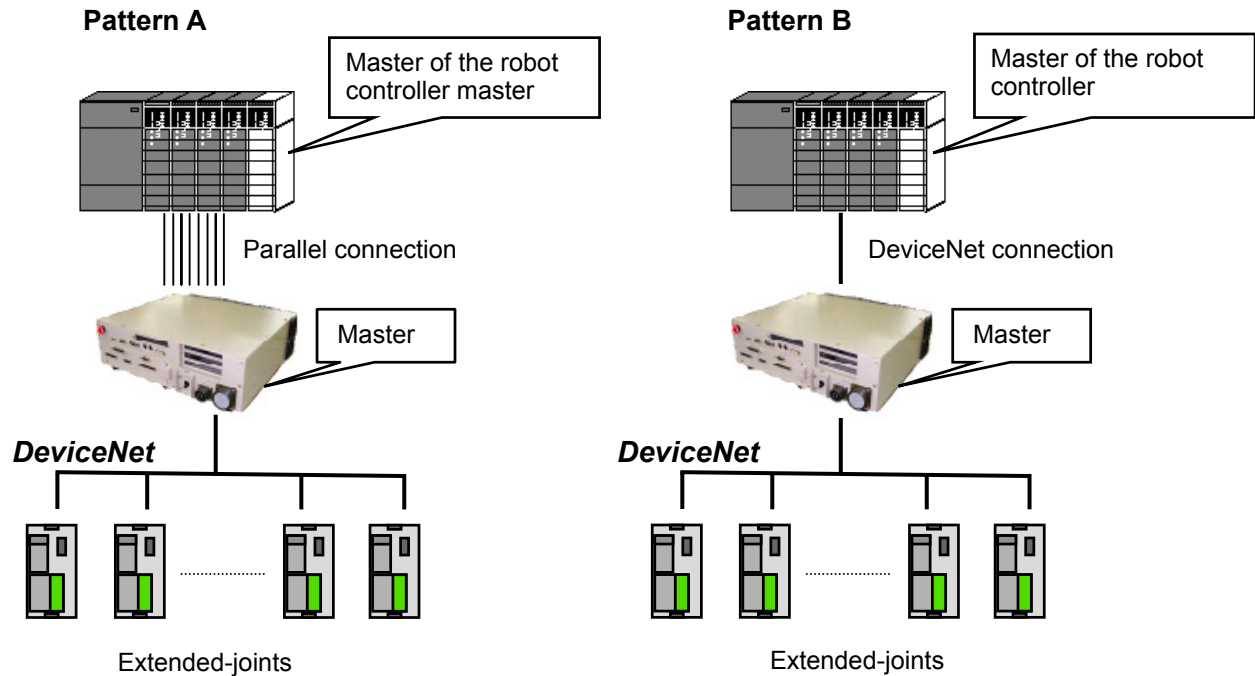 Pattern A
Master of the robot
controller master
Parallel connection
Master
DeviceNet
Extended-joints
Pattern B
Master of the robot
controller
DeviceNet connection
Master
DeviceNet
Extended-joints